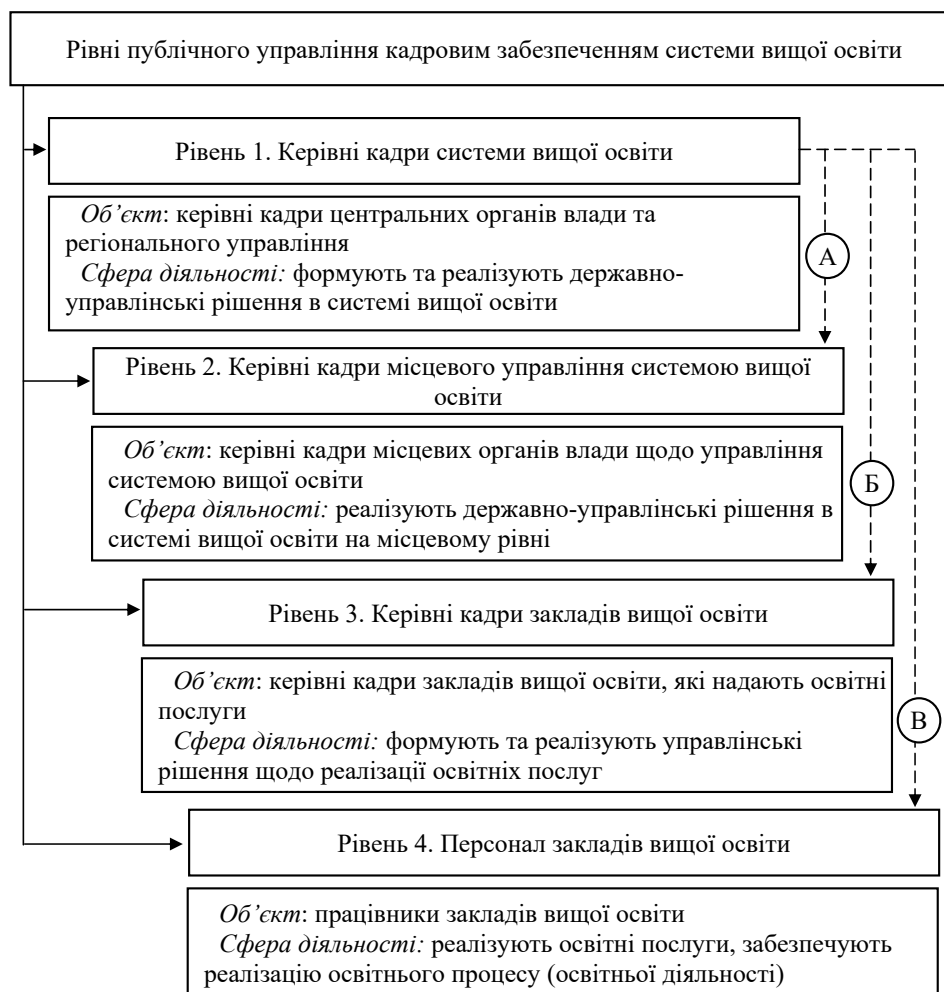 Рівні публічного управління кадровим забезпеченням системи вищої освіти
Рівень 1. Керівні кадри системи вищої освіти
Об’єкт: керівні кадри центральних органів влади та
регіонального управління
Сфера діяльності: формують та реалізують державно-
управлінські рішення в системі вищої освіти
А
Рівень 2. Керівні кадри місцевого управління системою вищої
освіти
Об’єкт: керівні кадри місцевих органів влади щодо управління
системою вищої освіти
Сфера діяльності: реалізують державно-управлінські рішення в
системі вищої освіти на місцевому рівні
Б
Рівень 3. Керівні кадри закладів вищої освіти
Об’єкт: керівні кадри закладів вищої освіти, які надають освітні
послуги
Сфера діяльності: формують та реалізують управлінські
рішення щодо реалізації освітніх послуг
В
Рівень 4. Персонал закладів вищої освіти
Об’єкт: працівники закладів вищої освіти
Сфера діяльності: реалізують освітні послуги, забезпечують
реалізацію освітнього процесу (освітньої діяльності)